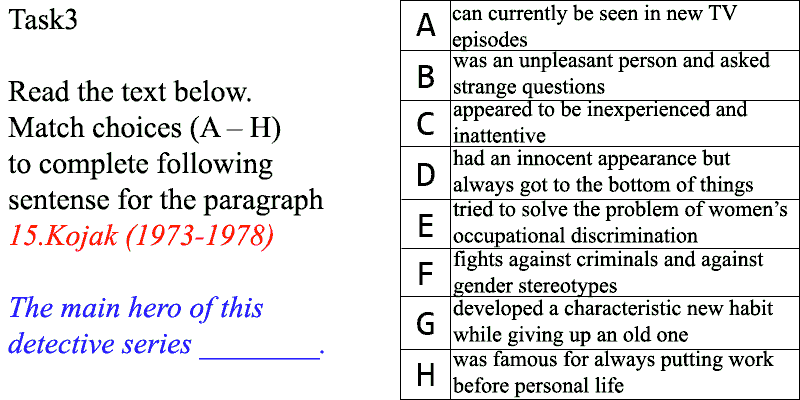 Task3
Read the text below.
Match choices (A – H)
to complete following
sentense for the paragraph
15.Kojak (1973-1978)
The main hero of this
detective series ________.
A
can currently be seen in new TV
episodes
B
was an unpleasant person and asked
strange questions
C
appeared to be inexperienced and
inattentive
D
had an innocent appearance but
always got to the bottom of things
E
tried to solve the problem of women’s
occupational discrimination
F
fights against criminals and against
gender stereotypes
G
developed a characteristic new habit
while giving up an old one
H
was famous for always putting work
before personal life